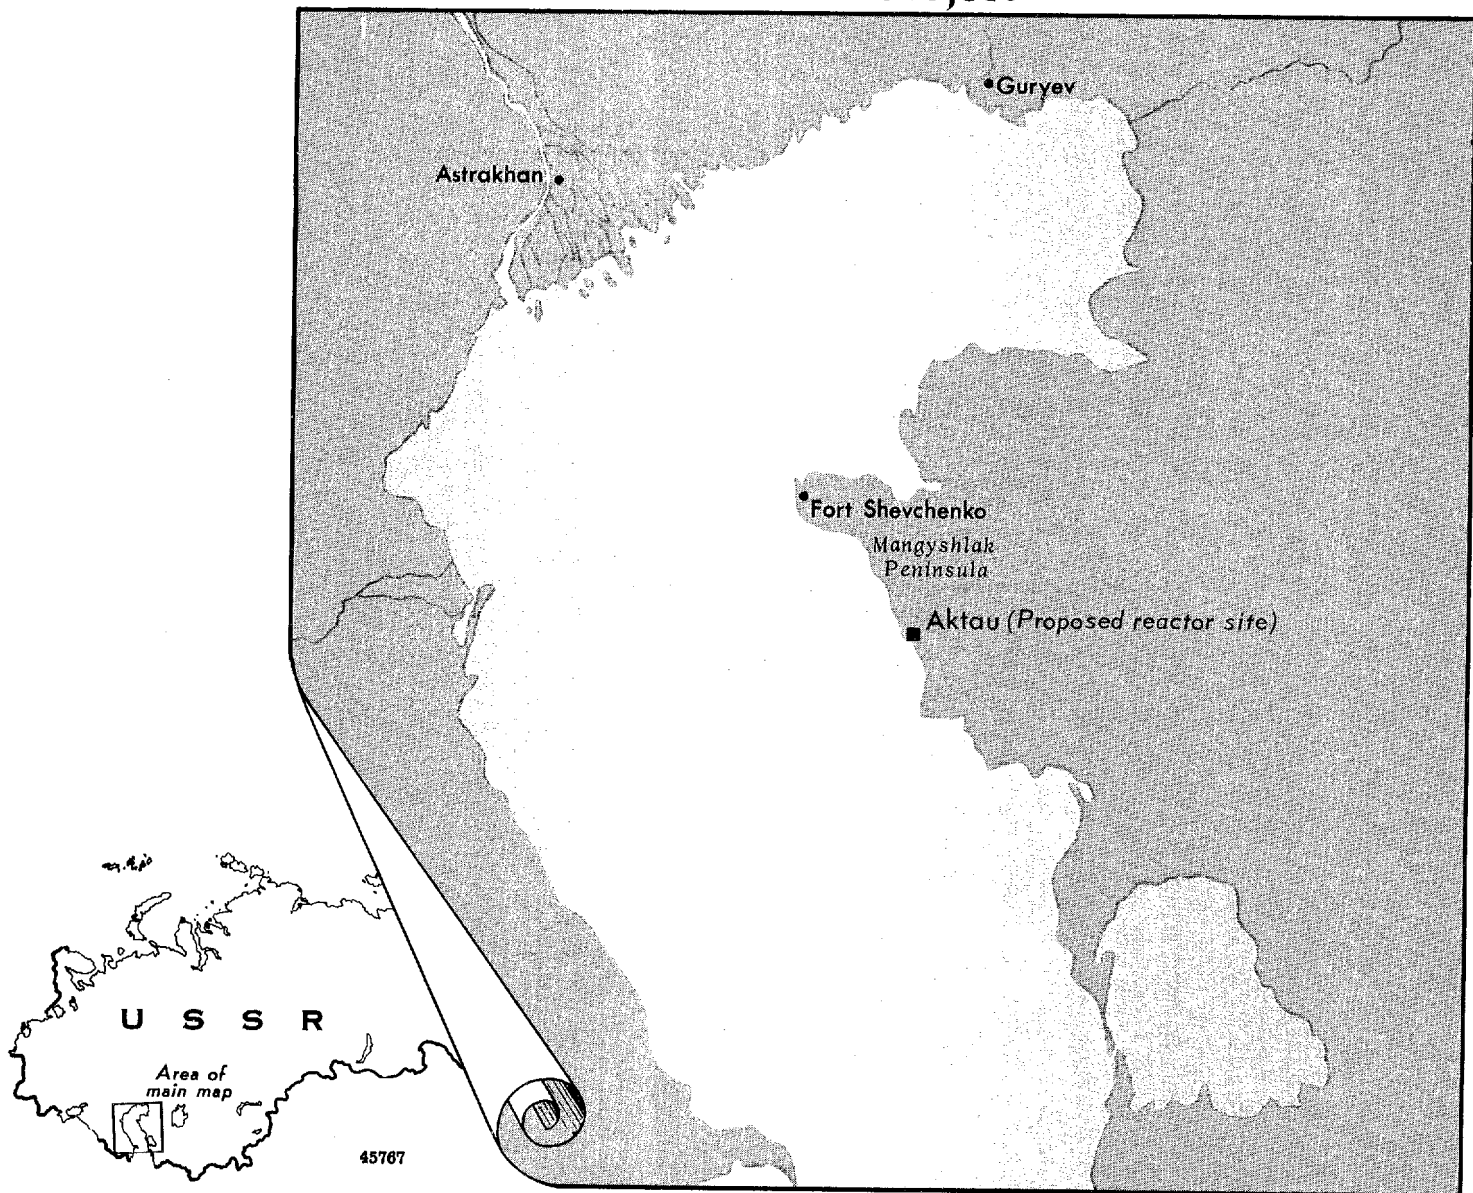 Guryev
Astrakhan
Fort Shevchenko
Mangyshlak
Peninsula
Aktau (Proposed reactor site)
U S S R
Area of
main map
45767